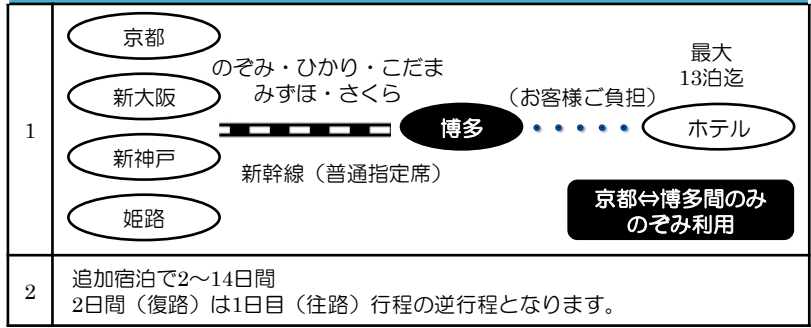 1
京都
新大阪
新神戸
姫路
のぞみ・ひかり・こだま
みずほ・さくら
新幹線（普通指定席）
博多
（お客様ご負担）
最大
13泊迄
ホテル
京都⇔博多間のみ
のぞみ利用
2
追加宿泊で2～14日間
2日間（復路）は1日目（往路）行程の逆行程となります。